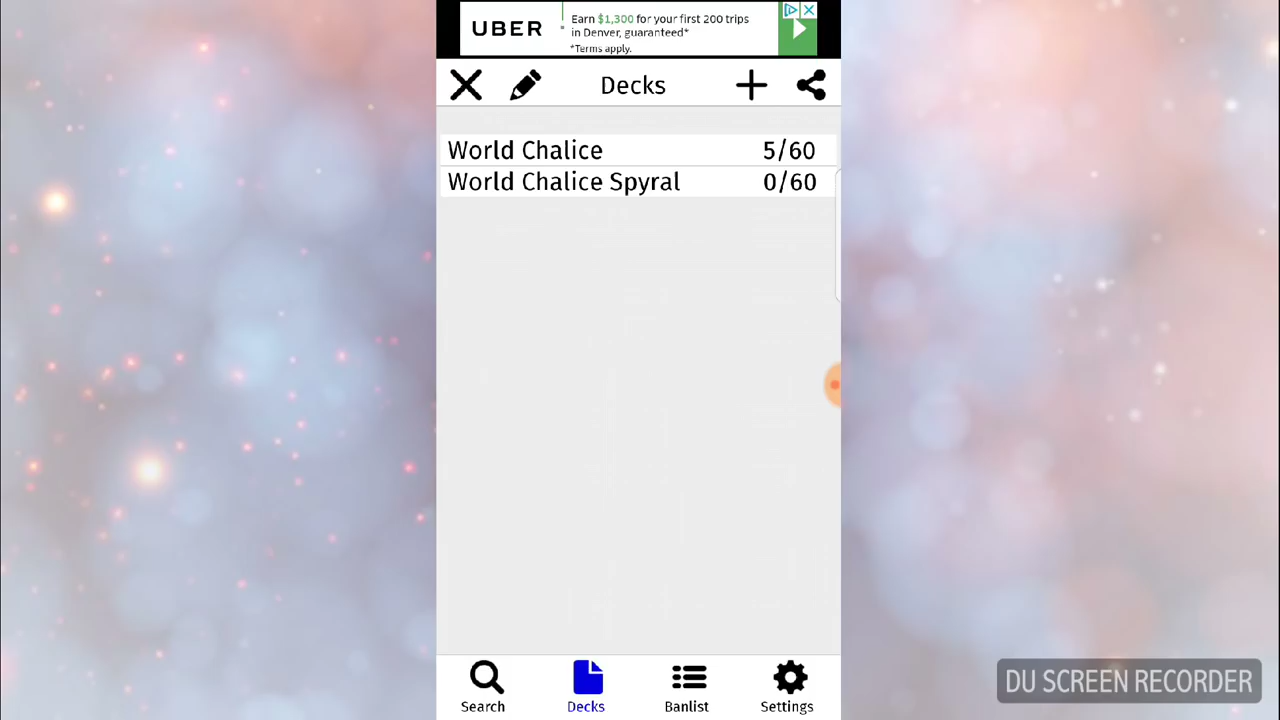 UBER
Earn $1,300 for your first 200 trips
in Denver, guaranteed*
*Terms apply.
Decks
World Chalice 5/60
World Chalice Spyral 0/60
Search Decks Banlist Settings
DU SCREEN RECORDER